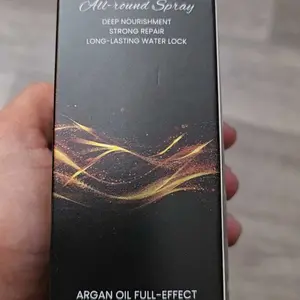 All-round Spray
DEEP NOURISHMENT
STRONG REPAIR
LONG-LASTING WATER LOCK
ARGAN OIL FULL-EFFECT